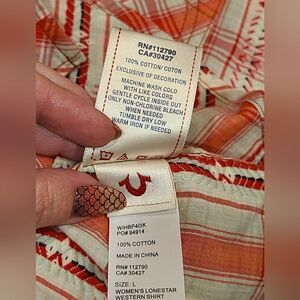 RN#112790
CA#30427
100% COTTON/ COTON
EXCLUSIVE OF DECORATION
MACHINE WASH COLD
WITH LIKE COLORS
GENTLE CYCLE INSIDE OUT
ONLY NON-CHLORINE BLEACH
WHEN NEEDED
TUMBLE DRY LOW
WARM IRON IF NEEDED
WIHBP40IK
PO# 94914
100% COTTON
MADE IN CHINA
RN# 112790
CA# 30427
SIZE: L
WOMEN'S LONESTAR
WESTERN SHIRT